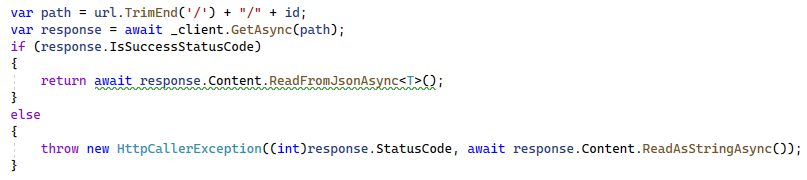 var path = url.TrimEnd('/') + "/" + id;
var response = await _client.GetAsync(path);
if (response.IsSuccessStatusCode)
{
    return await response.Content.ReadFromJsonAsync<T>();
}
else
{
    throw new HttpCallerException((int)response.StatusCode, await response.Content.ReadAsStringAsync());
}